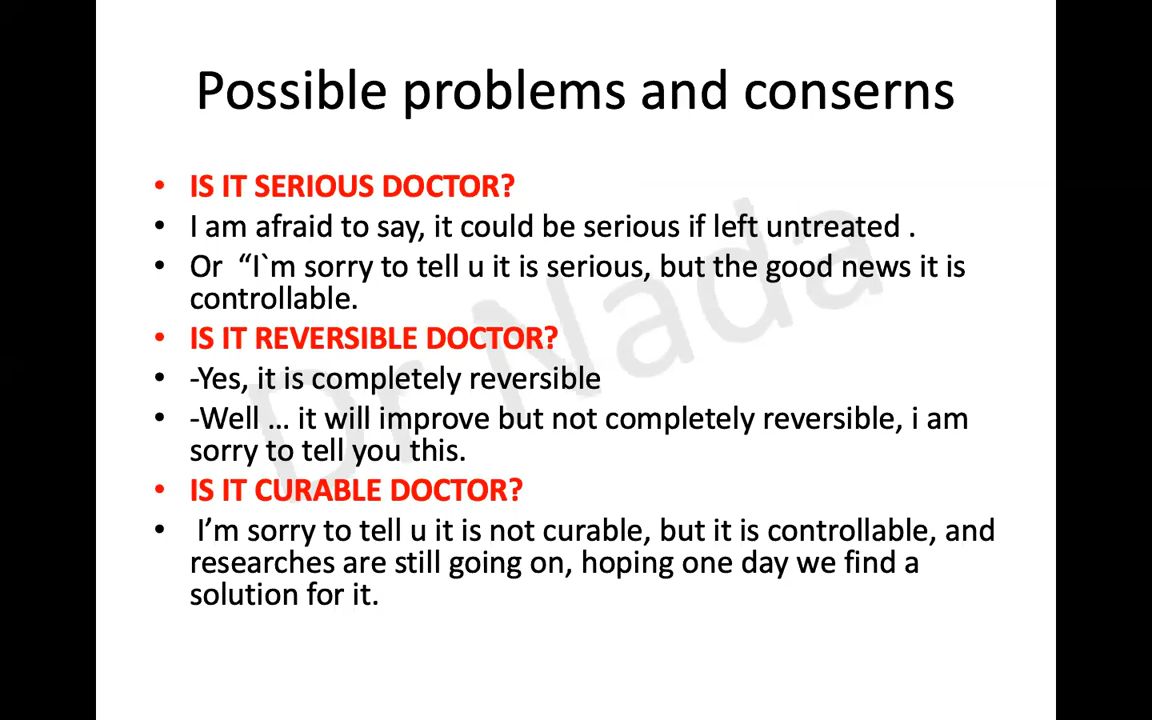 Possible problems and conserns
• IS IT SERIOUS DOCTOR?
• I am afraid to say, it could be serious if left untreated .
• Or “I`m sorry to tell u it is serious, but the good news it is
controllable.
• IS IT REVERSIBLE DOCTOR?
• -Yes, it is completely reversible
• -Well … it will improve but not completely reversible, i am
sorry to tell you this.
• IS IT CURABLE DOCTOR?
• I’m sorry to tell u it is not curable, but it is controllable, and
researches are still going on, hoping one day we find a
solution for it.
Dr Nada